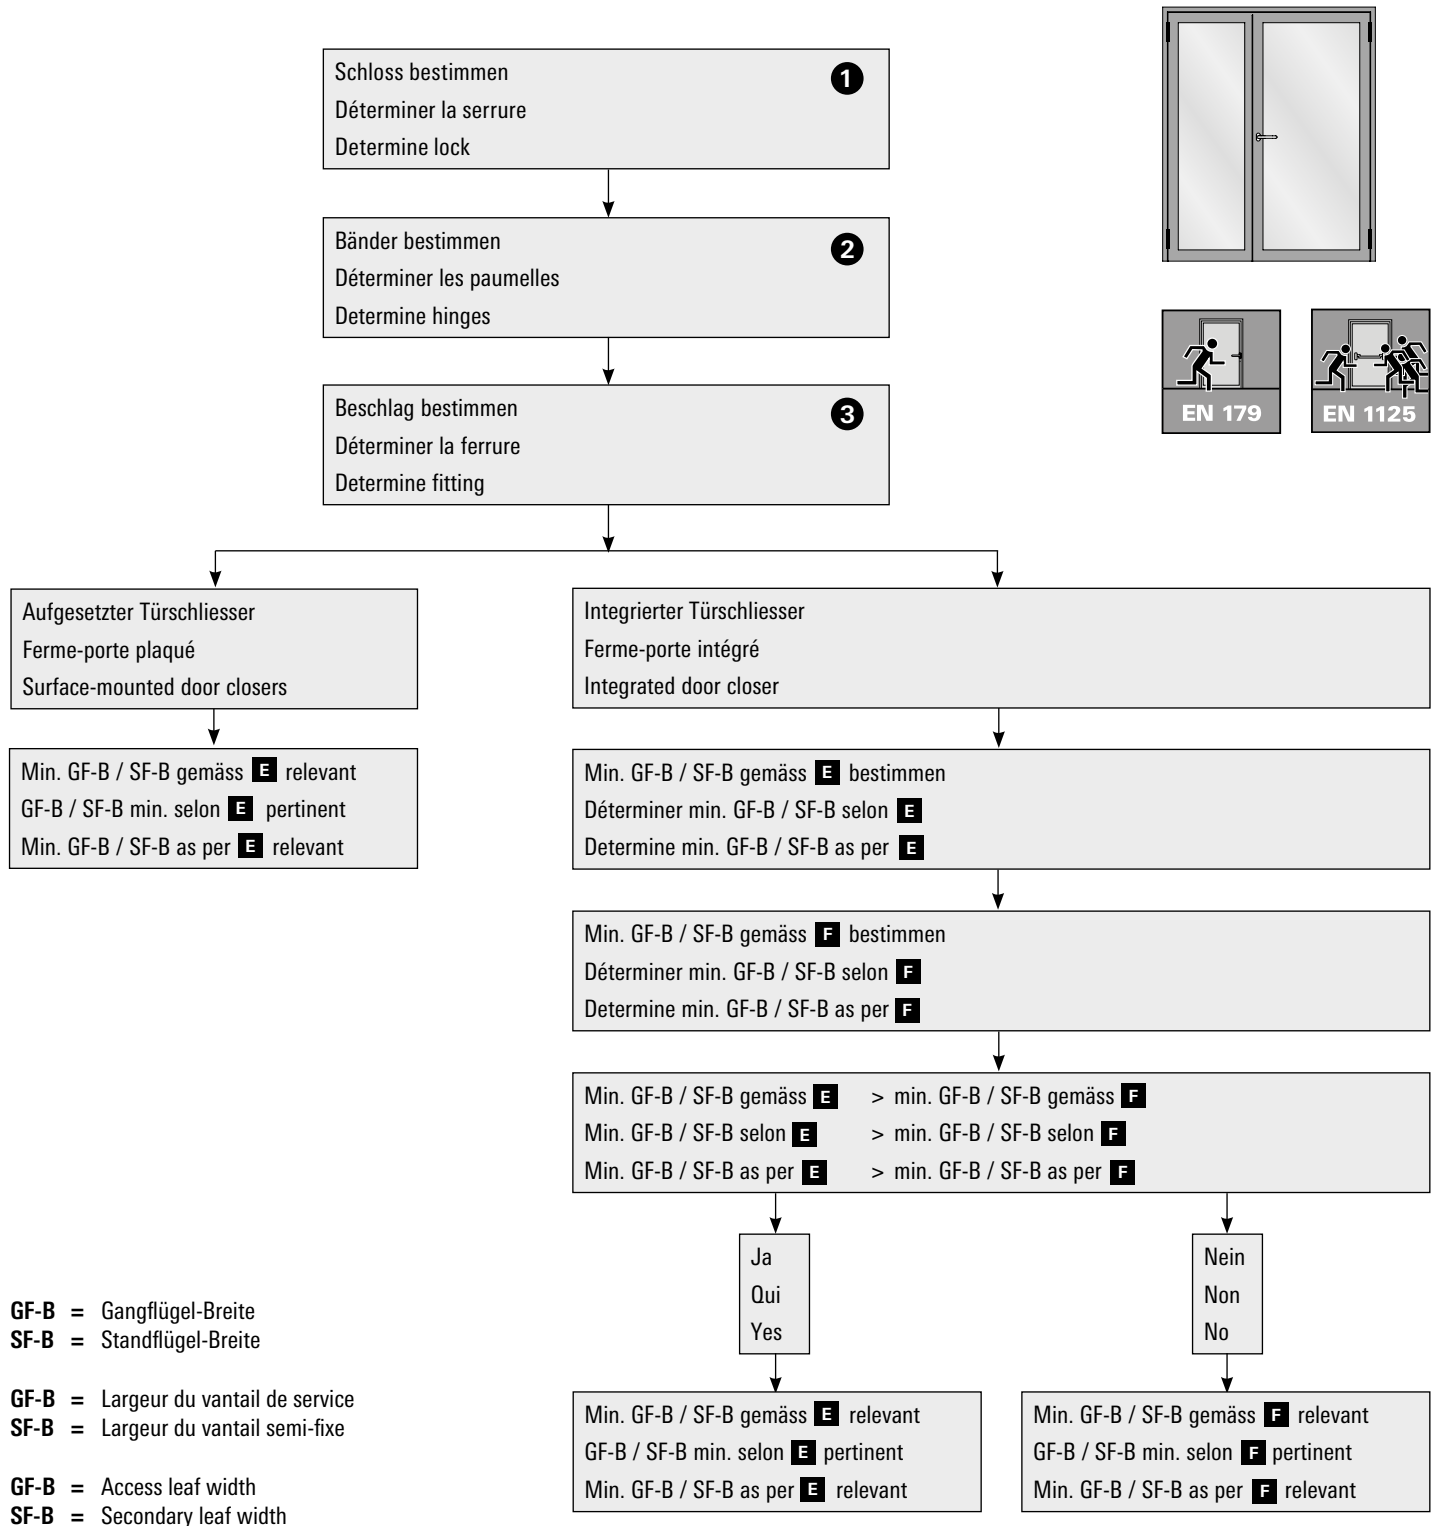 Schloss bestimmen
1
Déterminer la serrure
Determine lock
Bänder bestimmen
2
Déterminer les paumelles
Determine hinges
EN 179
EN 1125
Beschlag bestimmen
3
Déterminer la ferrure
Determine fitting
Aufgesetzter Türschliesser
Ferme-porte plaqué
Surface-mounted door closers
Integrierter Türschliesser
Ferme-porte intégré
Integrated door closer
Min. GF-B / SF-B gemäss E relevant
GF-B / SF-B min. selon E pertinent
Min. GF-B / SF-B as per E relevant
Min. GF-B / SF-B gemäss E bestimmen
Déterminer min. GF-B / SF-B selon E
Determine min. GF-B / SF-B as per E
Min. GF-B / SF-B gemäss F bestimmen
Déterminer min. GF-B / SF-B selon F
Determine min. GF-B / SF-B as per F
Min. GF-B / SF-B gemäss E > min. GF-B / SF-B gemäss F
Min. GF-B / SF-B selon E > min. GF-B / SF-B selon F
Min. GF-B / SF-B as per E > min. GF-B / SF-B as per F
Ja
Qui
Yes
Nein
Non
No
Min. GF-B / SF-B gemäss E relevant
GF-B / SF-B min. selon E pertinent
Min. GF-B / SF-B as per E relevant
Min. GF-B / SF-B gemäss F relevant
GF-B / SF-B min. selon F pertinent
Min. GF-B / SF-B as per F relevant
GF-B = Gangflügel-Breite
SF-B = Standflügel-Breite
GF-B = Largeur du vantail de service
SF-B = Largeur du vantail semi-fixe
GF-B = Access leaf width
SF-B = Secondary leaf width